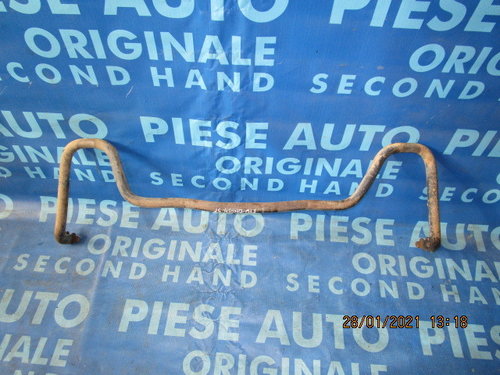 PIESE AUTO PIESE
ORIGINALE ORIGINALE
SECOND HAND SECOND HAND
PIESE AUTO PIESE AUTO
ORIGINALE ORIGINALE
SECOND HAND SECOND HAND
PIESE AUTO PIESE AUTO
ORIGINALE ORIGINALE
SECOND HAND SECOND HAND
PIESE AUTO PIESE AUTO
ORIGINALE ORIGINALE
SECOND HAND
28/01/2021 13:18